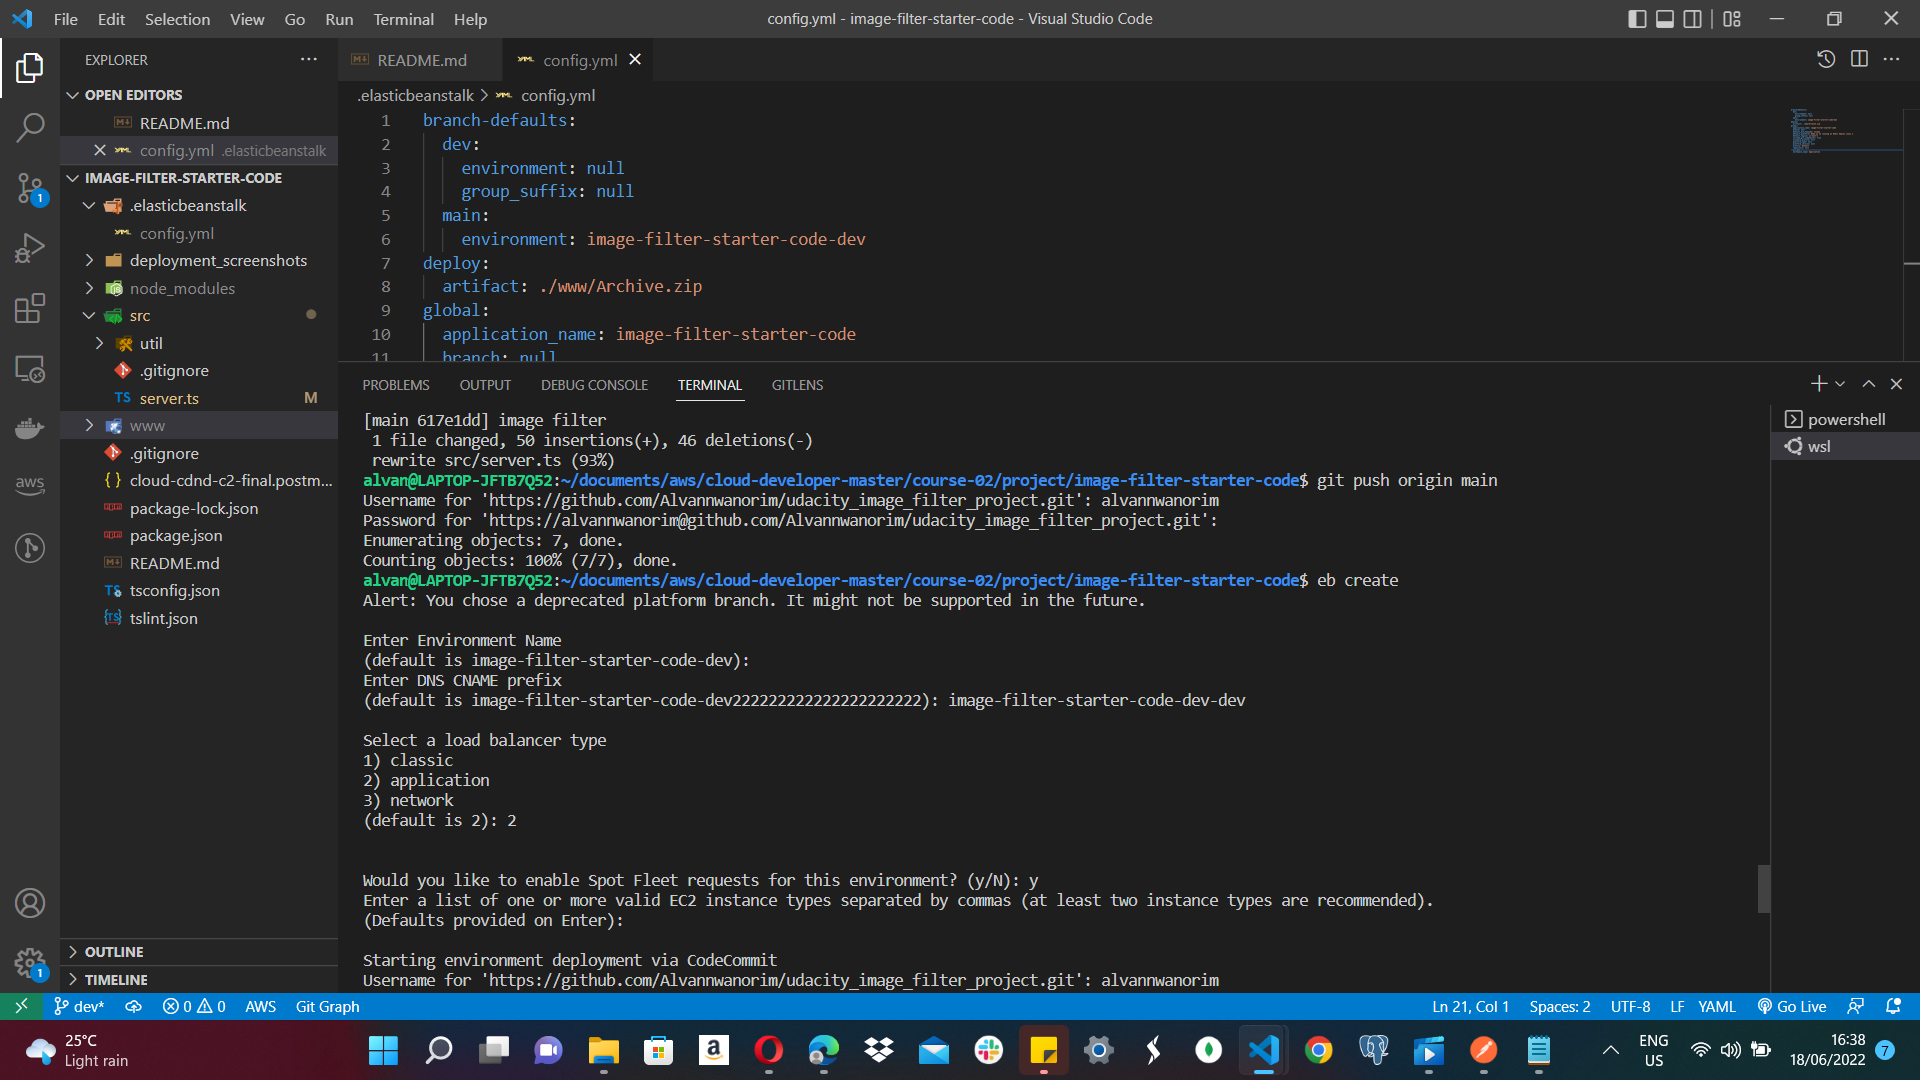 File Edit Selection View Go Run Terminal Help
config.yml - image-filter-starter-code - Visual Studio Code
EXPLORER
OPEN EDITORS
README.md
config.yml .elasticbeanstalk
IMAGE-FILTER-STARTER-CODE
.elasticbeanstalk
config.yml
deployment_screenshots
node_modules
src
util
.gitignore
TS server.ts M
www
.gitignore
cloud-cdnd-c2-final.postm...
package-lock.json
package.json
README.md
tsconfig.json
tslint.json
OUTLINE
TIMELINE
README.md config.yml
.elasticbeanstalk > config.yml
1 branch-defaults:
2 dev:
3 environment: null
4 group_suffix: null
5 main:
6 environment: image-filter-starter-code-dev
7 deploy:
8 artifact: ./www/Archive.zip
9 global:
10 application_name: image-filter-starter-code
11 branch: null
PROBLEMS OUTPUT DEBUG CONSOLE TERMINAL GITLENS
powershell
wsl
[main 617e1dd] image filter
1 file changed, 50 insertions(+), 46 deletions(-)
rewrite src/server.ts (93%)
alvan@LAPTOP-JFTB7Q52:~/documents/aws/cloud-developer-master/course-02/project/image-filter-starter-code$ git push origin main
Username for 'https://github.com/Alvannwanorim/udacity_image_filter_project.git': alvannwanorim
Password for 'https://alvannwanorim@github.com/Alvannwanorim/udacity_image_filter_project.git':
Enumerating objects: 7, done.
Counting objects: 100% (7/7), done.
alvan@LAPTOP-JFTB7Q52:~/documents/aws/cloud-developer-master/course-02/project/image-filter-starter-code$ eb create
Alert: You chose a deprecated platform branch. It might not be supported in the future.
Enter Environment Name
(default is image-filter-starter-code-dev):
Enter DNS CNAME prefix
(default is image-filter-starter-code-dev222222222222222222222): image-filter-starter-code-dev-dev
Select a load balancer type
1) classic
2) application
3) network
(default is 2): 2
Would you like to enable Spot Fleet requests for this environment? (y/N): y
Enter a list of one or more valid EC2 instance types separated by commas (at least two instance types are recommended).
(Defaults provided on Enter):
Starting environment deployment via CodeCommit
Username for 'https://github.com/Alvannwanorim/udacity_image_filter_project.git': alvannwanorim
dev* 0 0 AWS Git Graph
Ln 21, Col 1 Spaces: 2 UTF-8 LF YAML Go Live
25°C
Light rain
ENG
US
16:38
18/06/2022
7